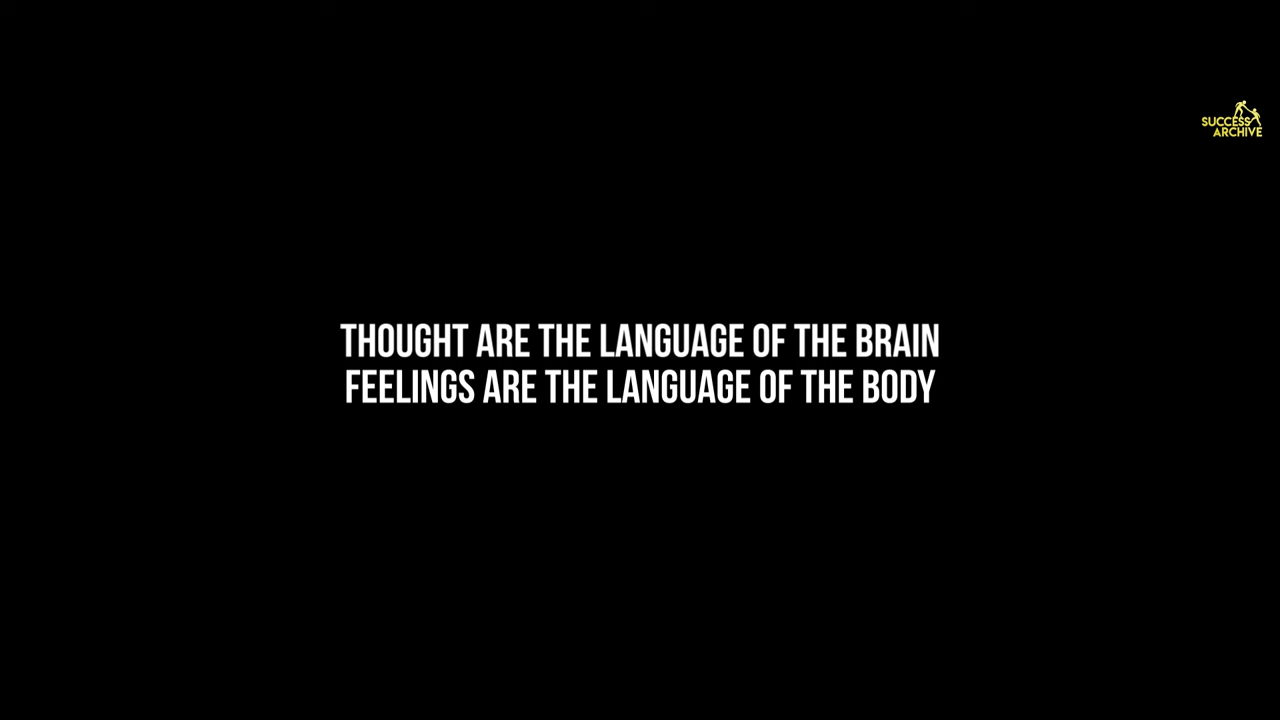 SUCCESS
ARCHIVE
THOUGHT ARE THE LANGUAGE OF THE BRAIN
FEELINGS ARE THE LANGUAGE OF THE BODY